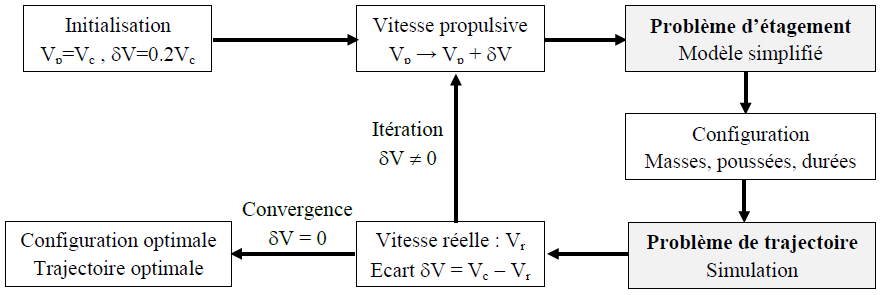 Initialisation
Vp=Vc , δV=0.2Vc
Vitesse propulsive
Vp → Vp + δV
Problème d’étagement
Modèle simplifié
Configuration
Masses, poussées, durées
Problème de trajectoire
Simulation
Vitesse réelle : Vr
Ecart δV = Vc – Vr
Itération
δV ≠ 0
Convergence
δV = 0
Configuration optimale
Trajectoire optimale